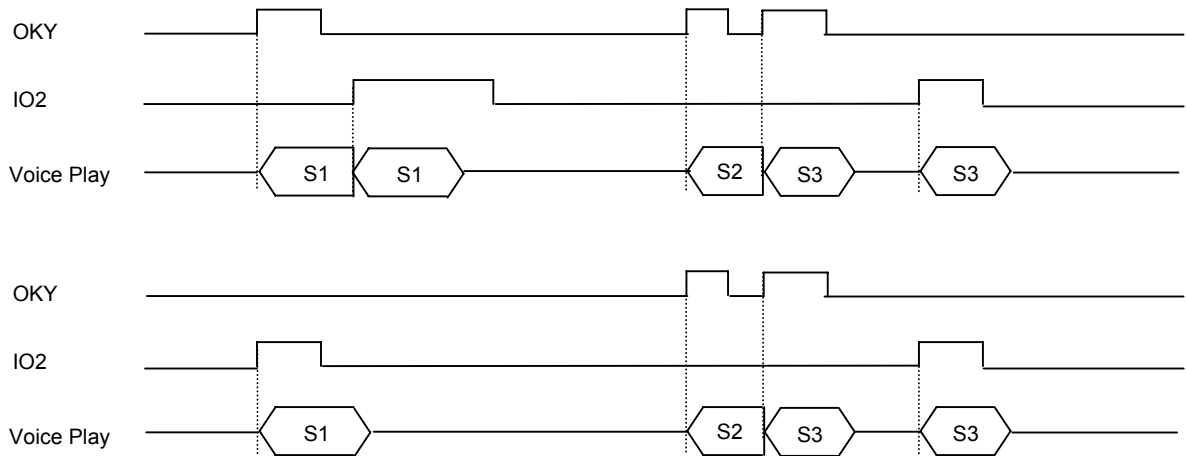 OKY
IO2
Voice Play S1 S1 S2 S3 S3
OKY
IO2
Voice Play S1 S2 S3 S3